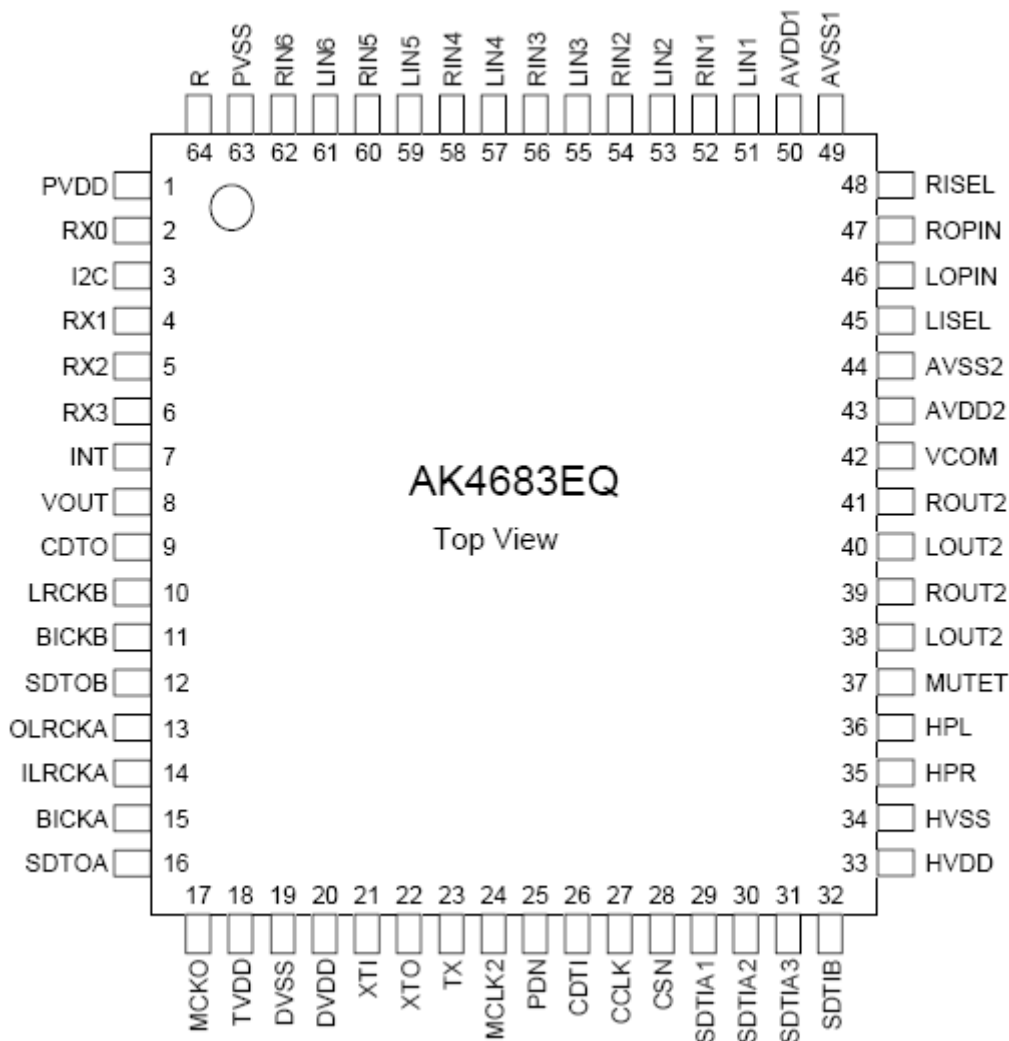 R
PVSS
RIN6
LIN6
RIN5
LIN5
RIN4
LIN4
RIN3
LIN3
RIN2
LIN2
RIN1
LIN1
AVDD1
AVSS1
64 63 62 61 60 59 58 57 56 55 54 53 52 51 50 49
PVDD 1
RX0 2
I2C 3
RX1 4
RX2 5
RX3 6
INT 7
VOUT 8
CDTO 9
LRCKB 10
BICKB 11
SDTOB 12
OLRCKA 13
ILRCKA 14
BICKA 15
SDTOA 16
AK4683EQ
Top View
48 RISEL
47 ROPIN
46 LOPIN
45 LISEL
44 AVSS2
43 AVDD2
42 VCOM
41 ROUT2
40 LOUT2
39 ROUT2
38 LOUT2
37 MUTET
36 HPL
35 HPR
34 HVSS
33 HVDD
17 18 19 20 21 22 23 24 25 26 27 28 29 30 31 32
MCKO
TVDD
DVSS
DVDD
XTI
XTO
TX
MCLK2
PDN
CDTI
CCLK
CSN
SDTIA1
SDTIA2
SDTIA3
SDTIB